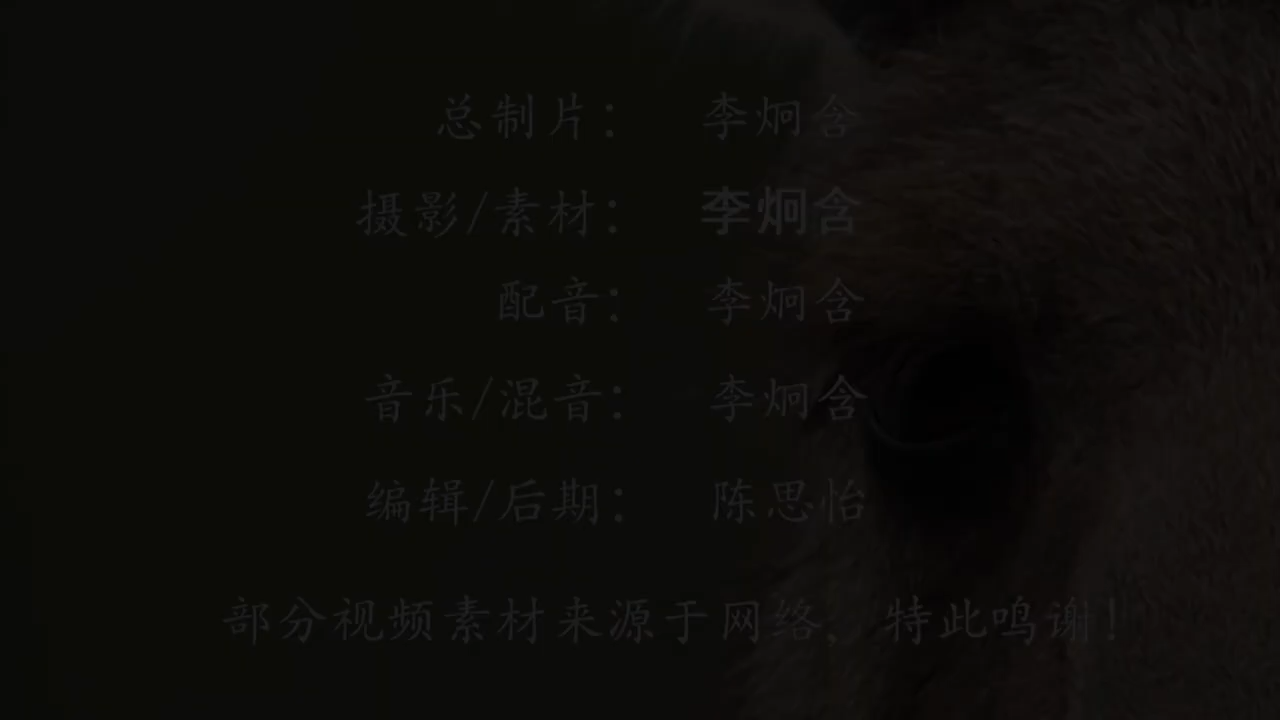 总制片： 李炯含
摄影/素材： 李炯含
配音： 李炯含
音乐/混音： 李炯含
编辑/后期： 陈思怡
部分视频素材来源于网络，特此鸣谢！